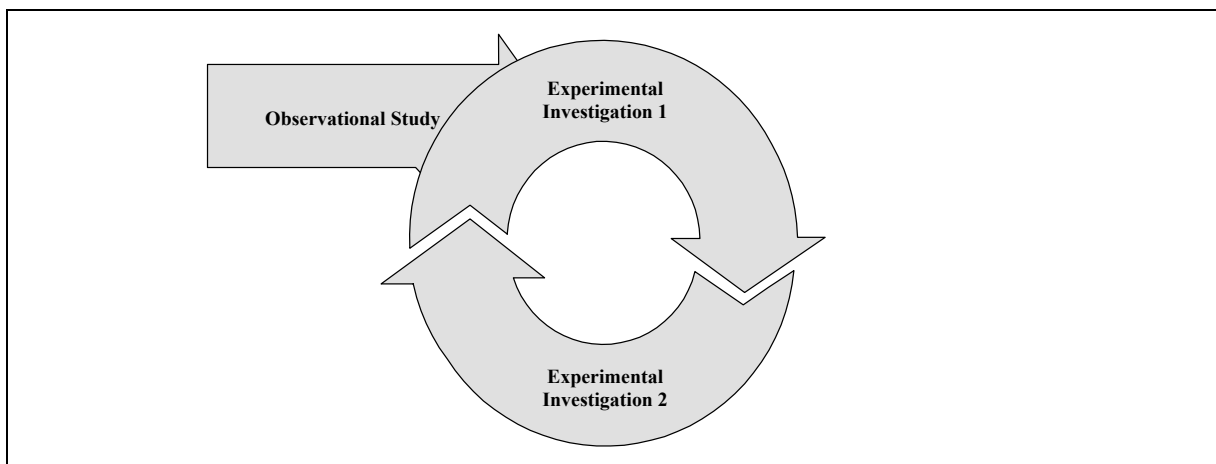 Observational Study
Experimental
Investigation 1
Experimental
Investigation 2